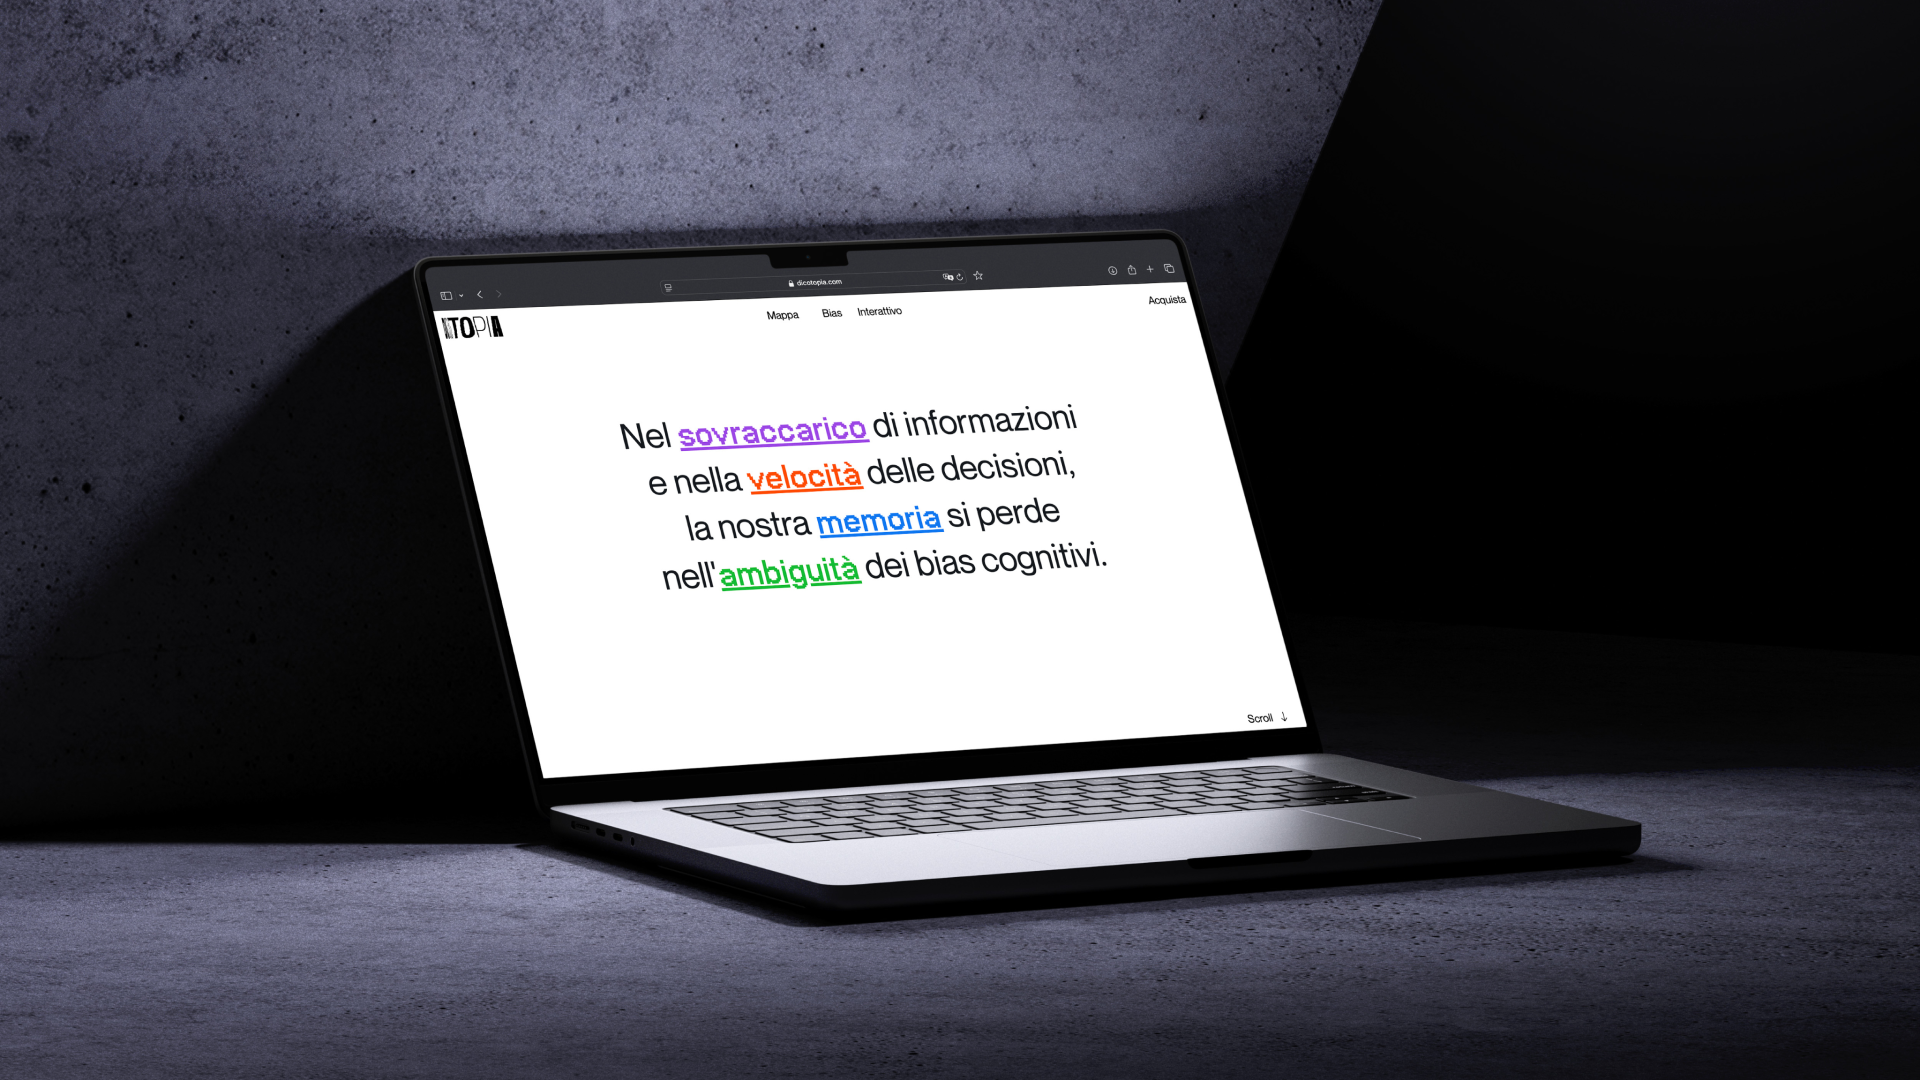 dicotopia.com
TOPIA
Mappa Bias Interattivo
Acquista
Nel sovraccarico di informazioni
e nella velocità delle decisioni,
la nostra memoria si perde
nell'ambiguità dei bias cognitivi.
Scroll ↓